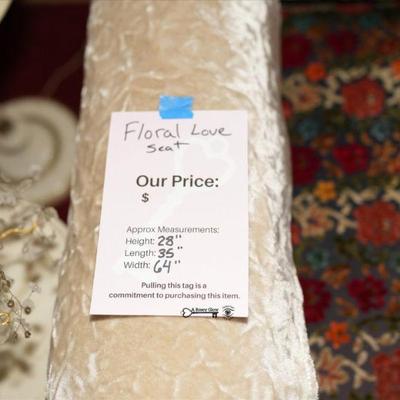 Floral Love
Seat
Our Price:
$
Approx Measurements:
Height: 28"
Length: 35"
Width: 64"
Pulling this tag is a
commitment to purchasing this item.